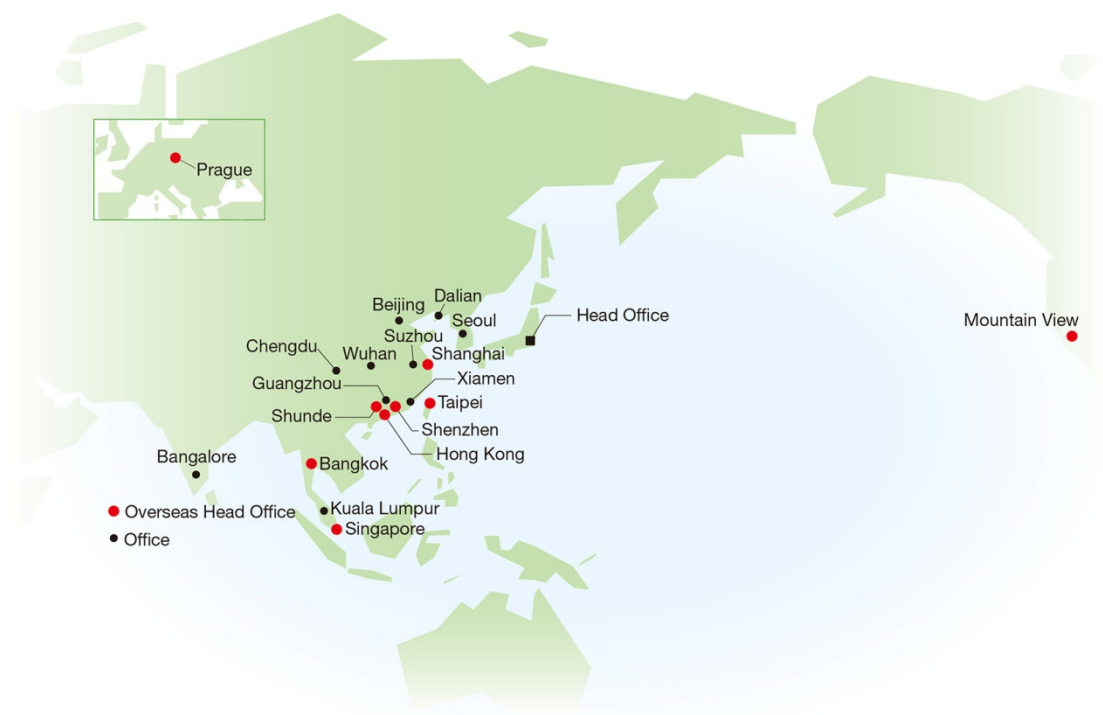 Prague
Dalian
Beijing
Head Office
Seoul
Mountain View
Suzhou
Chengdu
Wuhan
Shanghai
Guangzhou
Xiamen
Taipei
Shunde
Shenzhen
Hong Kong
Bangalore
Bangkok
Kuala Lumpur
Overseas Head Office
Singapore
Office